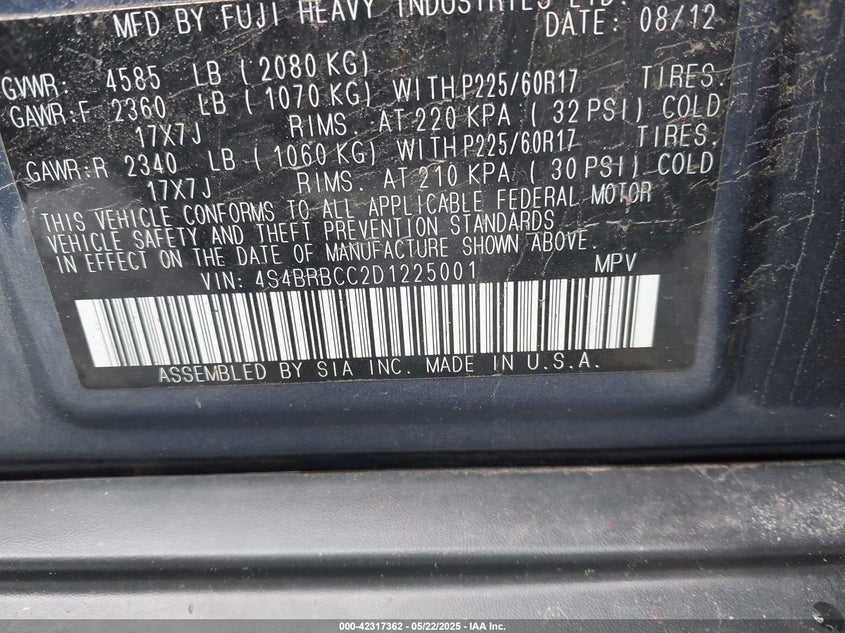 MFD BY FUJI HEAVY INDUSTRIES LTD.
DATE: 08/12
GVWR: 4585 LB (2080 KG)
GAWR:F 2360 LB (1070 KG) WITH P225/60R17 TIRES.
17X7J RIMS. AT 220 KPA (32 PSI) COLD
GAWR:R 2340 LB (1060 KG) WITH P225/60R17 TIRES.
17X7J RIMS. AT 210 KPA (30 PSI) COLD
THIS VEHICLE CONFORMS TO ALL APPLICABLE FEDERAL MOTOR
VEHICLE SAFETY AND THEFT PREVENTION STANDARDS
IN EFFECT ON THE DATE OF MANUFACTURE SHOWN ABOVE.
VIN: 4S4BRBCC2D1225001 MPV
ASSEMBLED BY SIA INC. MADE IN U.S.A.
000-42317362 | 05/22/2025 | IAA Inc.